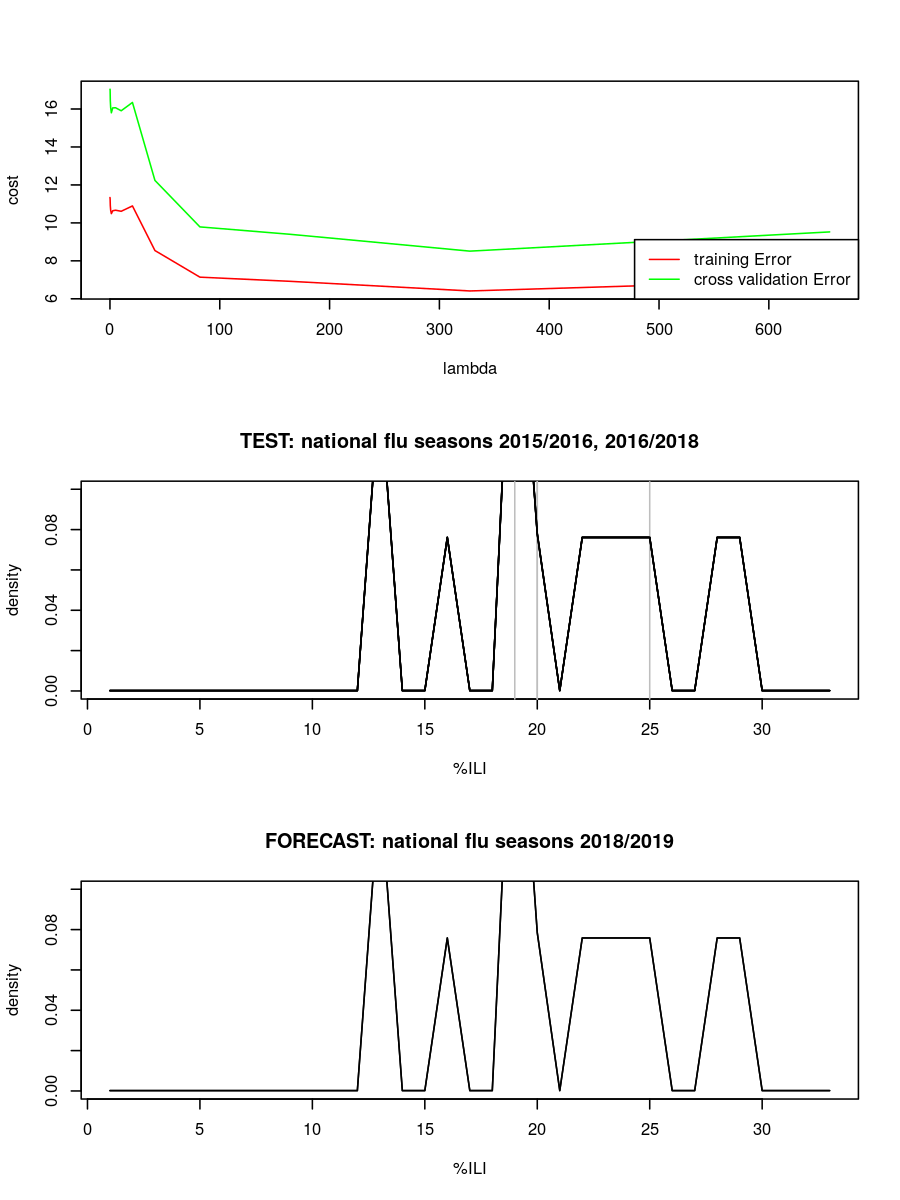 cost
6 8 10 12 14 16
0 100 200 300 400 500 600
lambda
training Error
cross validation Error
TEST: national flu seasons 2015/2016, 2016/2018
density
0.00 0.04 0.08
0 5 10 15 20 25 30
%ILI
FORECAST: national flu seasons 2018/2019
density
0.00 0.04 0.08
0 5 10 15 20 25 30
%ILI